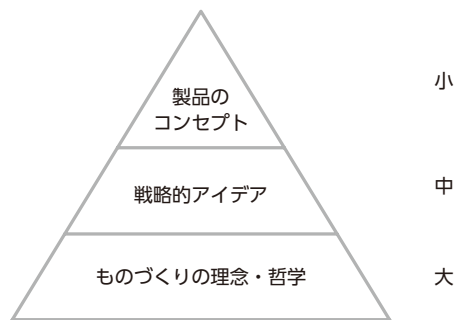 製品の
コンセプト
小
戦略的アイデア
中
ものづくりの理念・哲学
大